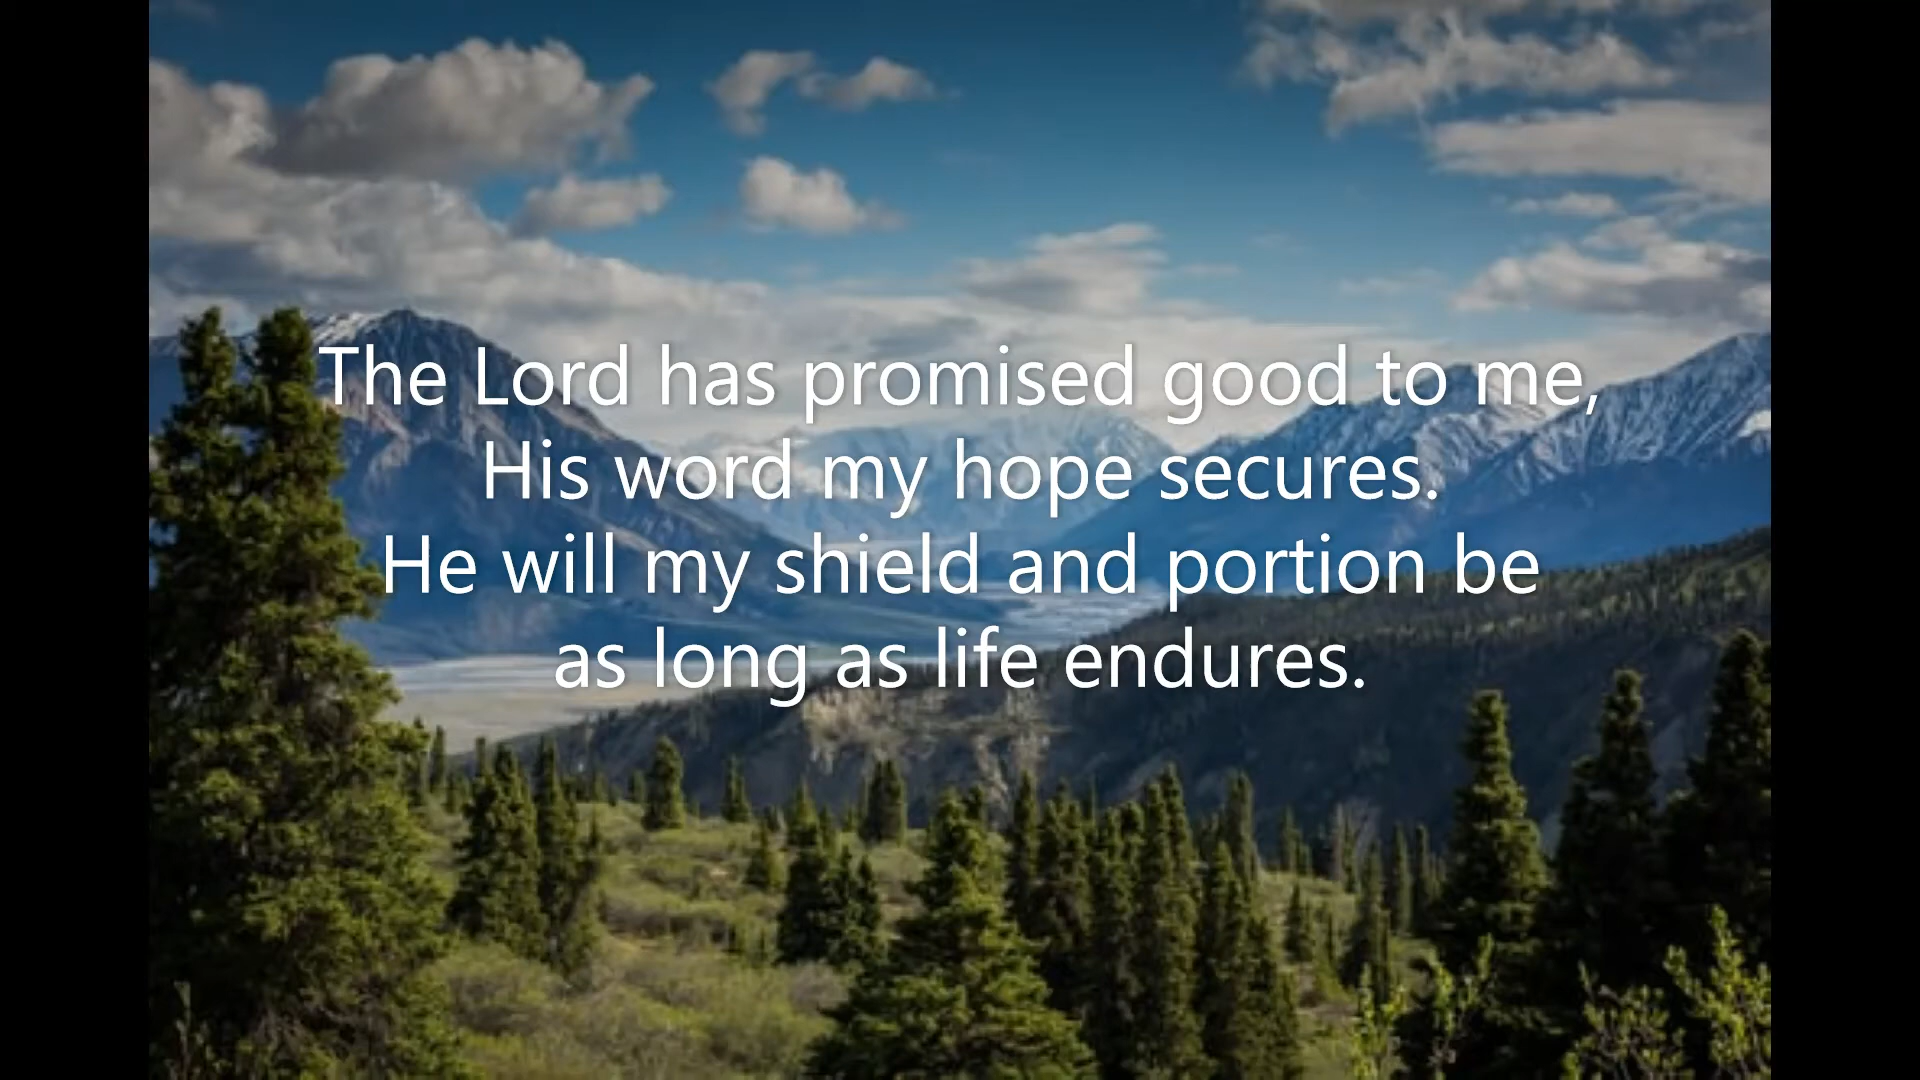 The Lord has promised good to me,
His word my hope secures.
He will my shield and portion be
as long as life endures.